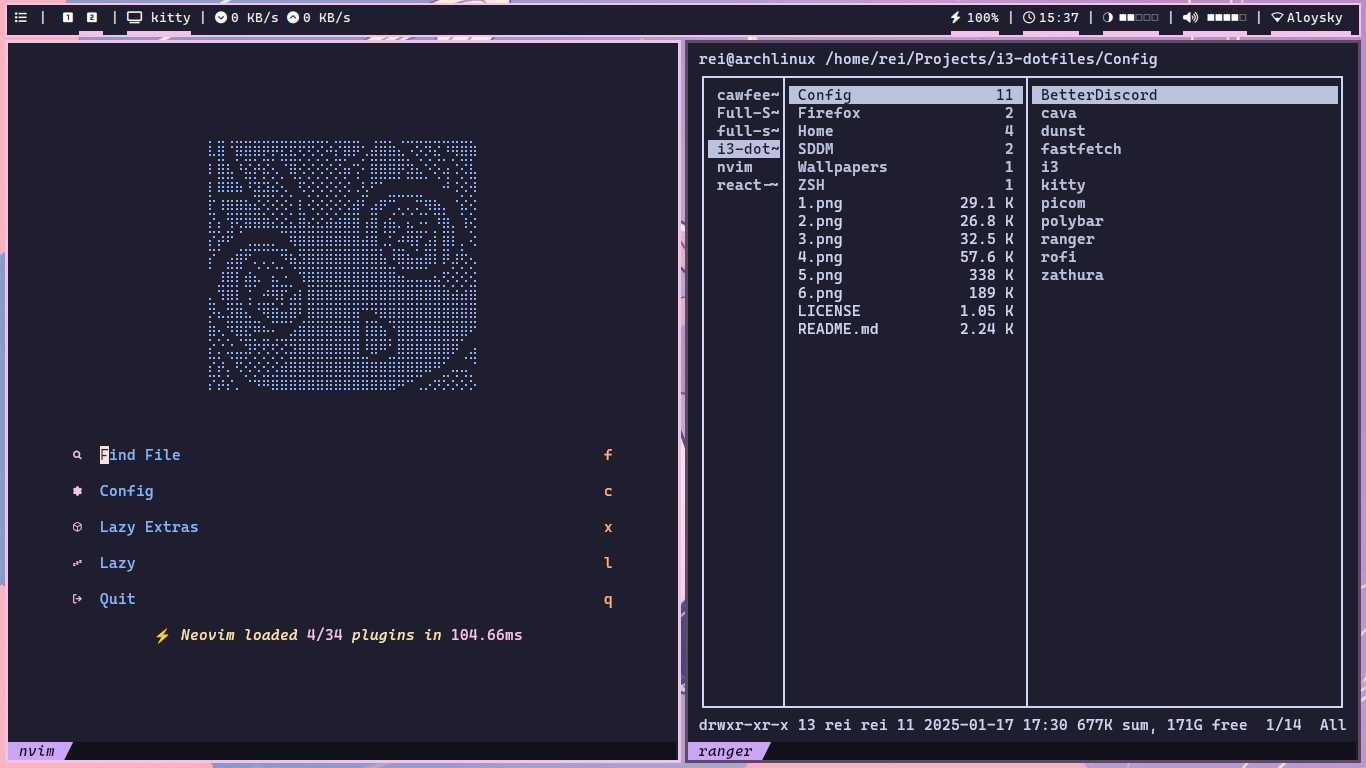 | 1 2 | kitty | 0 KB/s 0 KB/s
100% | 15:37 | | | Aloysky
Find File f
Config c
Lazy Extras x
Lazy l
Quit q
⚡ Neovim loaded 4/34 plugins in 104.66ms
nvim
rei@archlinux /home/rei/Projects/i3-dotfiles/Config
cawfee~
Full-S~
full-s~
i3-dot~
nvim
react-~
Config 11
Firefox 2
Home 4
SDDM 2
Wallpapers 1
ZSH 1
1.png 29.1 K
2.png 26.8 K
3.png 32.5 K
4.png 57.6 K
5.png 338 K
6.png 189 K
LICENSE 1.05 K
README.md 2.24 K
BetterDiscord
cava
dunst
fastfetch
i3
kitty
picom
polybar
ranger
rofi
zathura
drwxr-xr-x 13 rei rei 11 2025-01-17 17:30 677K sum, 171G free 1/14 All
ranger